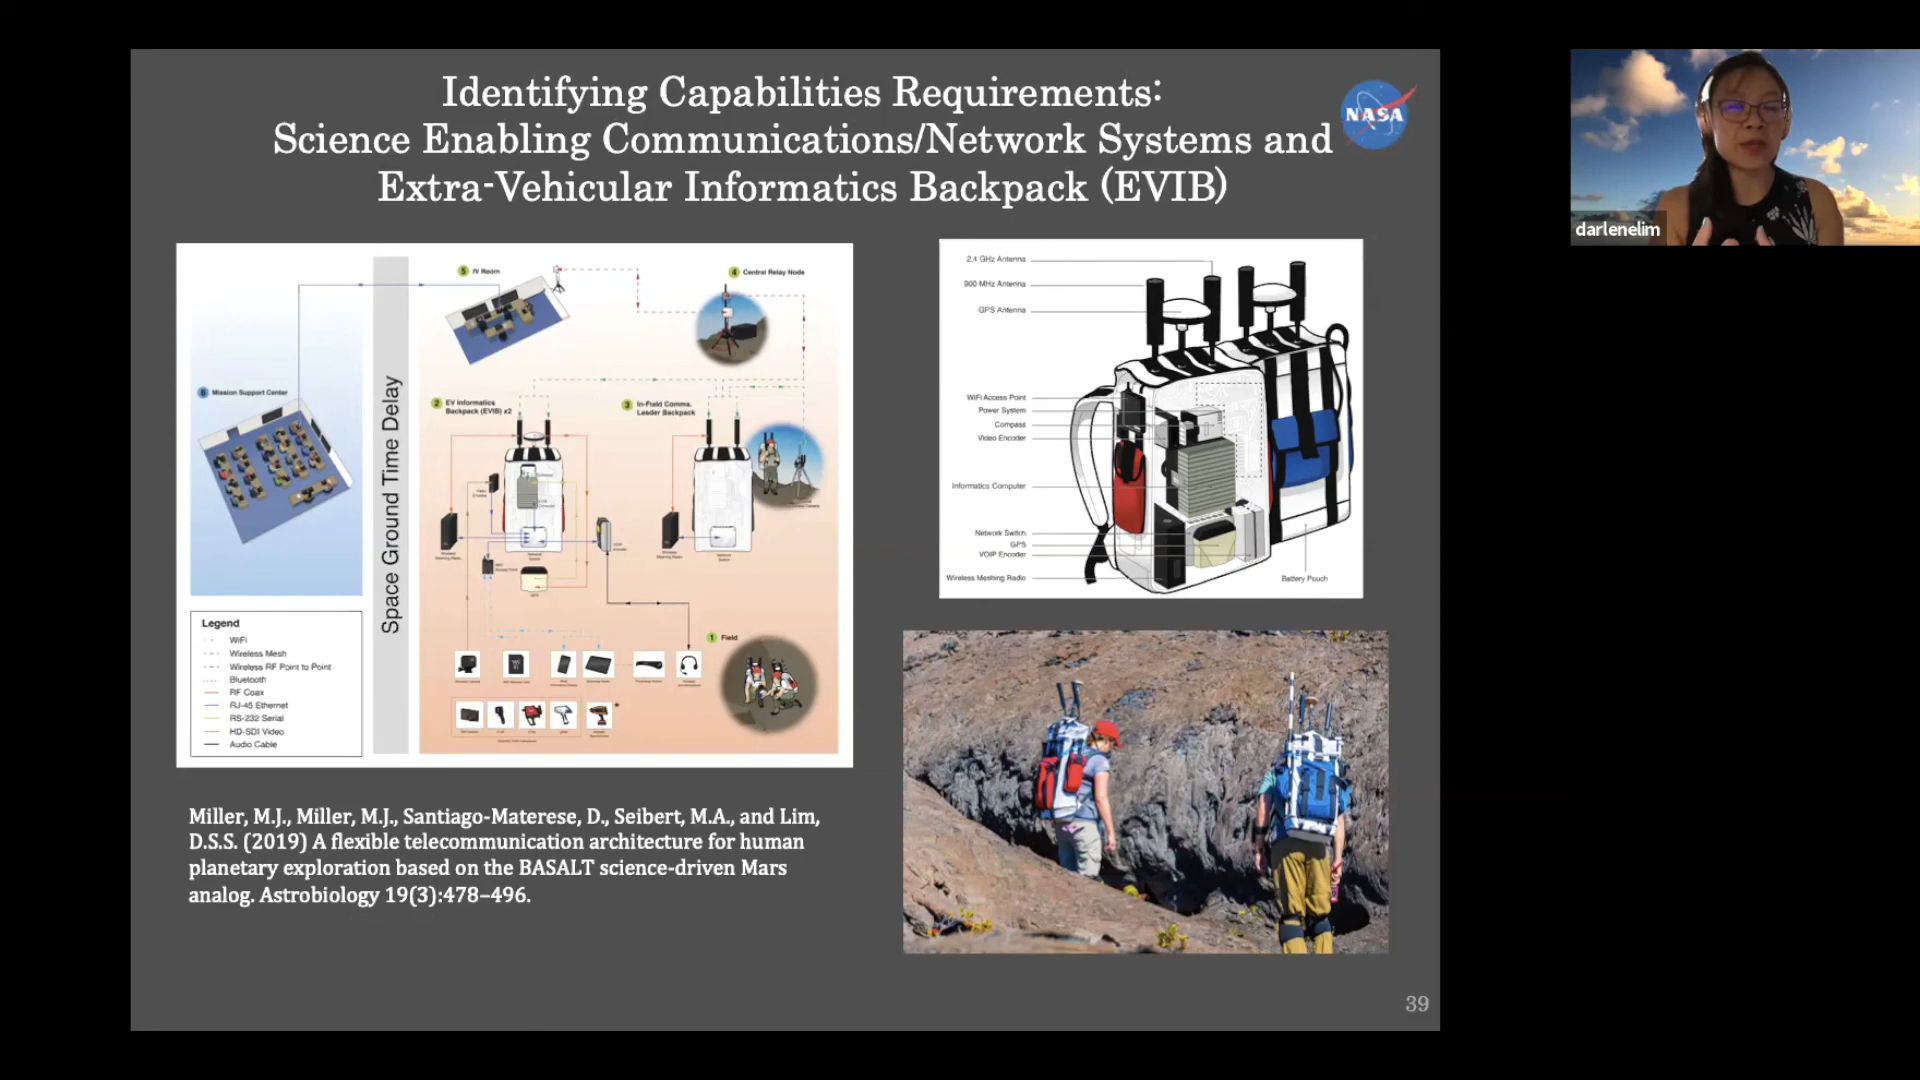 Identifying Capabilities Requirements:
Science Enabling Communications/Network Systems and
Extra-Vehicular Informatics Backpack (EVIB)
NASA
darlenelim
5 IV Room
4 Central Relay Node
6 Mission Support Center
Space Ground Time Delay
2 EV Informatics
Backpack (EVIB) x2
3 In-Field Comms.
Leader Backpack
1 Field
Legend
WiFi
Wireless Mesh
Wireless RF Point to Point
Bluetooth
RF Coax
RJ-45 Ethernet
RS-232 Serial
HD-SDI Video
Audio Cable
2.4 GHz Antenna
900 MHz Antenna
GPS Antenna
WiFi Access Point
Power System
Compass
Video Encoder
Informatics Computer
Network Switch
GPS
VOIP Encoder
Wireless Meshing Radio
Battery Pouch
Miller, M.J., Miller, M.J., Santiago-Materese, D., Seibert, M.A., and Lim,
D.S.S. (2019) A flexible telecommunication architecture for human
planetary exploration based on the BASALT science-driven Mars
analog. Astrobiology 19(3):478–496.
39